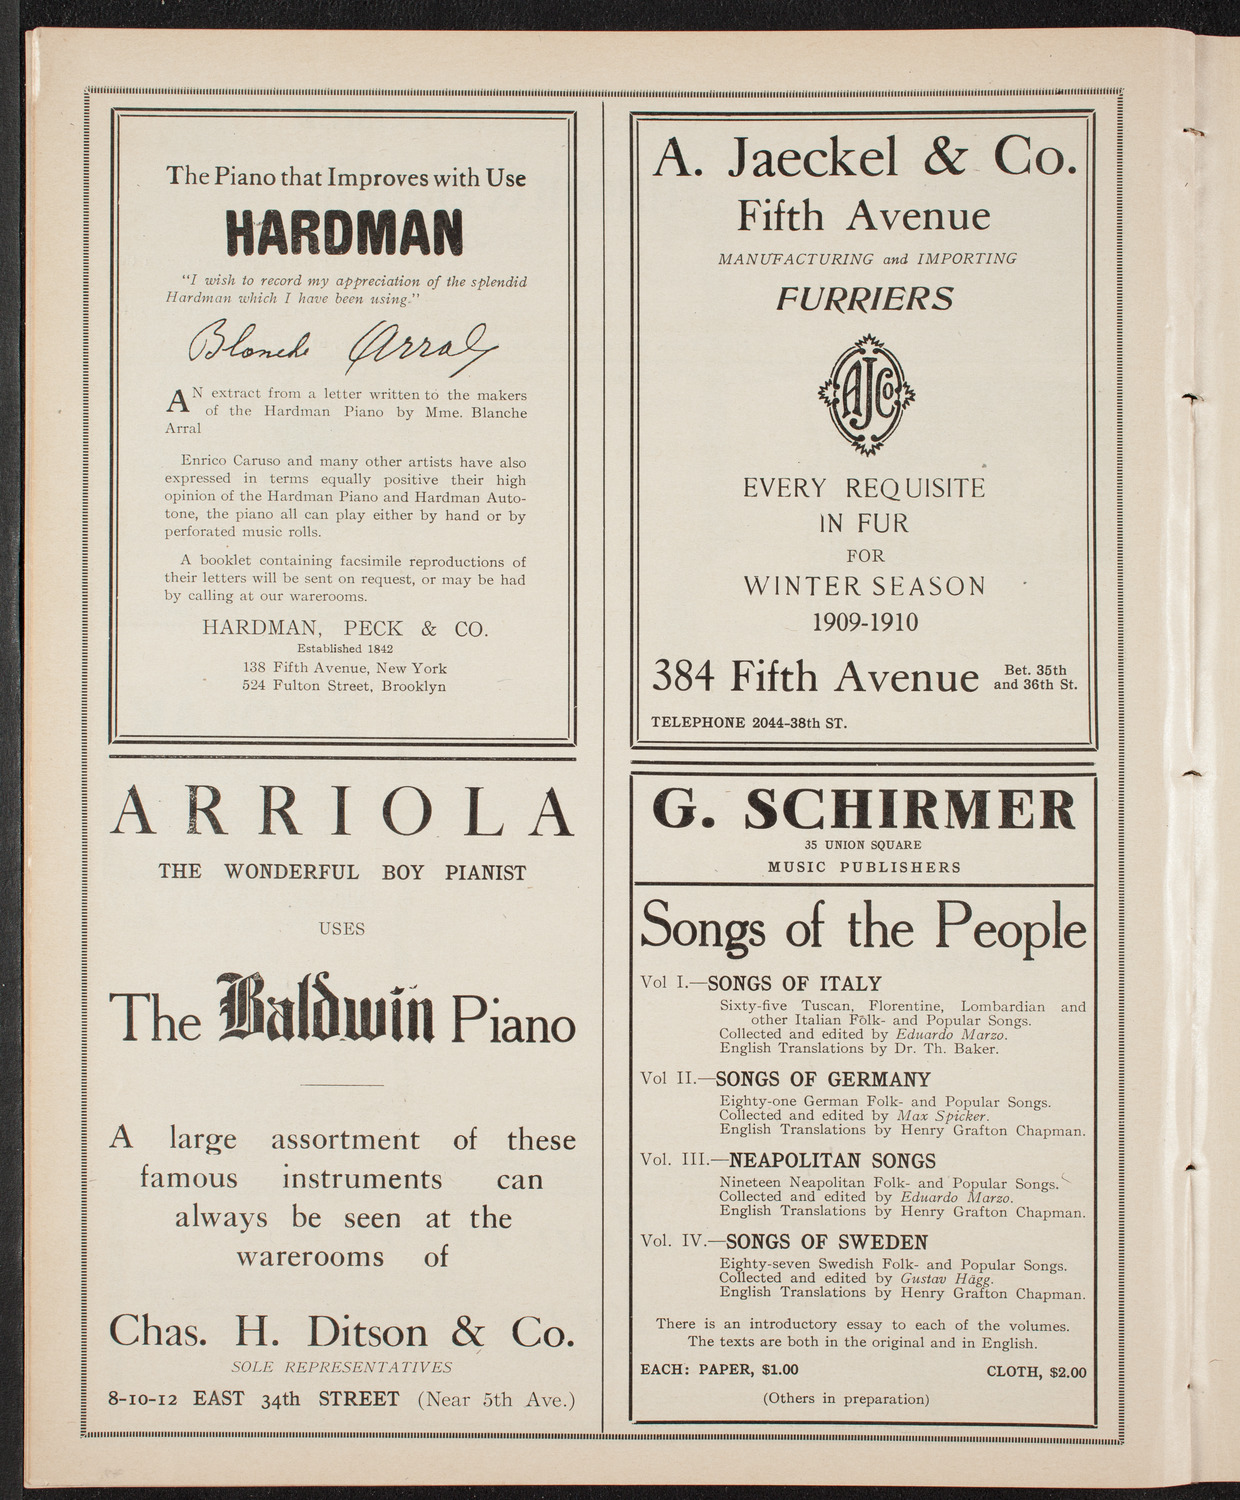 The Piano that Improves with Use
HARDMAN
"I wish to record my appreciation of the splendid
Hardman which I have been using."
Blanche Arral
AN extract from a letter written to the makers
of the Hardman Piano by Mme. Blanche
Arral
Enrico Caruso and many other artists have also
expressed in terms equally positive their high
opinion of the Hardman Piano and Hardman Auto-
tone, the piano all can play either by hand or by
perforated music rolls.
A booklet containing facsimile reproductions of
their letters will be sent on request, or may be had
by calling at our warerooms.
HARDMAN, PECK & CO.
Established 1842
138 Fifth Avenue, New York
524 Fulton Street, Brooklyn
ARRIOLA
THE WONDERFUL BOY PIANIST
USES
The Baldwin Piano
A large assortment of these
famous instruments can
always be seen at the
warerooms of
Chas. H. Ditson & Co.
SOLE REPRESENTATIVES
8-10-12 EAST 34th STREET (Near 5th Ave.)
A. Jaeckel & Co.
Fifth Avenue
MANUFACTURING and IMPORTING
FURRIERS
AJCo
EVERY REQUISITE
IN FUR
FOR
WINTER SEASON
1909-1910
384 Fifth Avenue Bet. 35th
and 36th St.
TELEPHONE 2044-38th ST.
G. SCHIRMER
35 UNION SQUARE
MUSIC PUBLISHERS
Songs of the People
Vol I.—SONGS OF ITALY
Sixty-five Tuscan, Florentine, Lombardian and
other Italian Folk- and Popular Songs.
Collected and edited by Eduardo Marzo.
English Translations by Dr. Th. Baker.
Vol II.—SONGS OF GERMANY
Eighty-one German Folk- and Popular Songs.
Collected and edited by Max Spicker.
English Translations by Henry Grafton Chapman.
Vol. III.—NEAPOLITAN SONGS
Nineteen Neapolitan Folk- and Popular Songs.
Collected and edited by Eduardo Marzo.
English Translations by Henry Grafton Chapman.
Vol. IV.—SONGS OF SWEDEN
Eighty-seven Swedish Folk- and Popular Songs.
Collected and edited by Gustav Hägg.
English Translations by Henry Grafton Chapman.
There is an introductory essay to each of the volumes.
The texts are both in the original and in English.
EACH: PAPER, $1.00 CLOTH, $2.00
(Others in preparation)